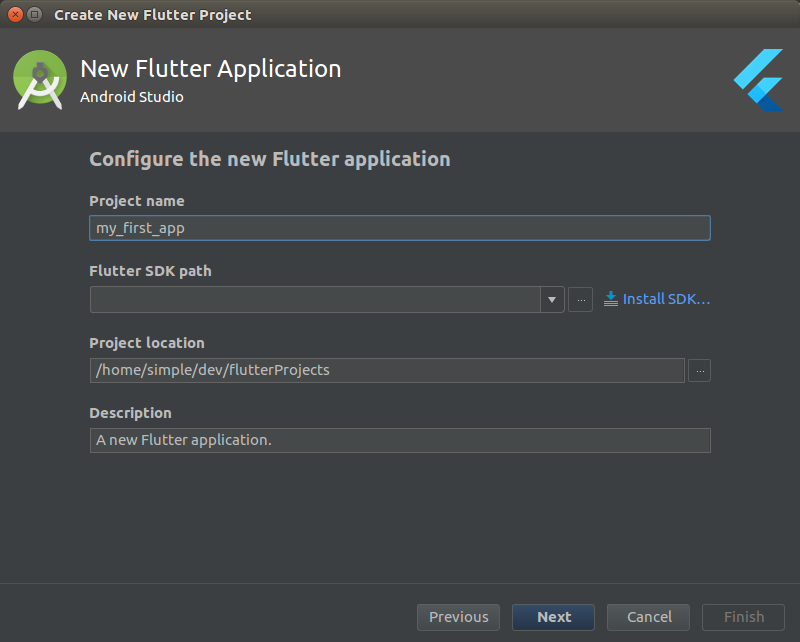 Create New Flutter Project
New Flutter Application
Android Studio
Configure the new Flutter application
Project name
my_first_app
Flutter SDK path
... Install SDK...
Project location
/home/simple/dev/flutterProjects ...
Description
A new Flutter application.
Previous Next Cancel Finish